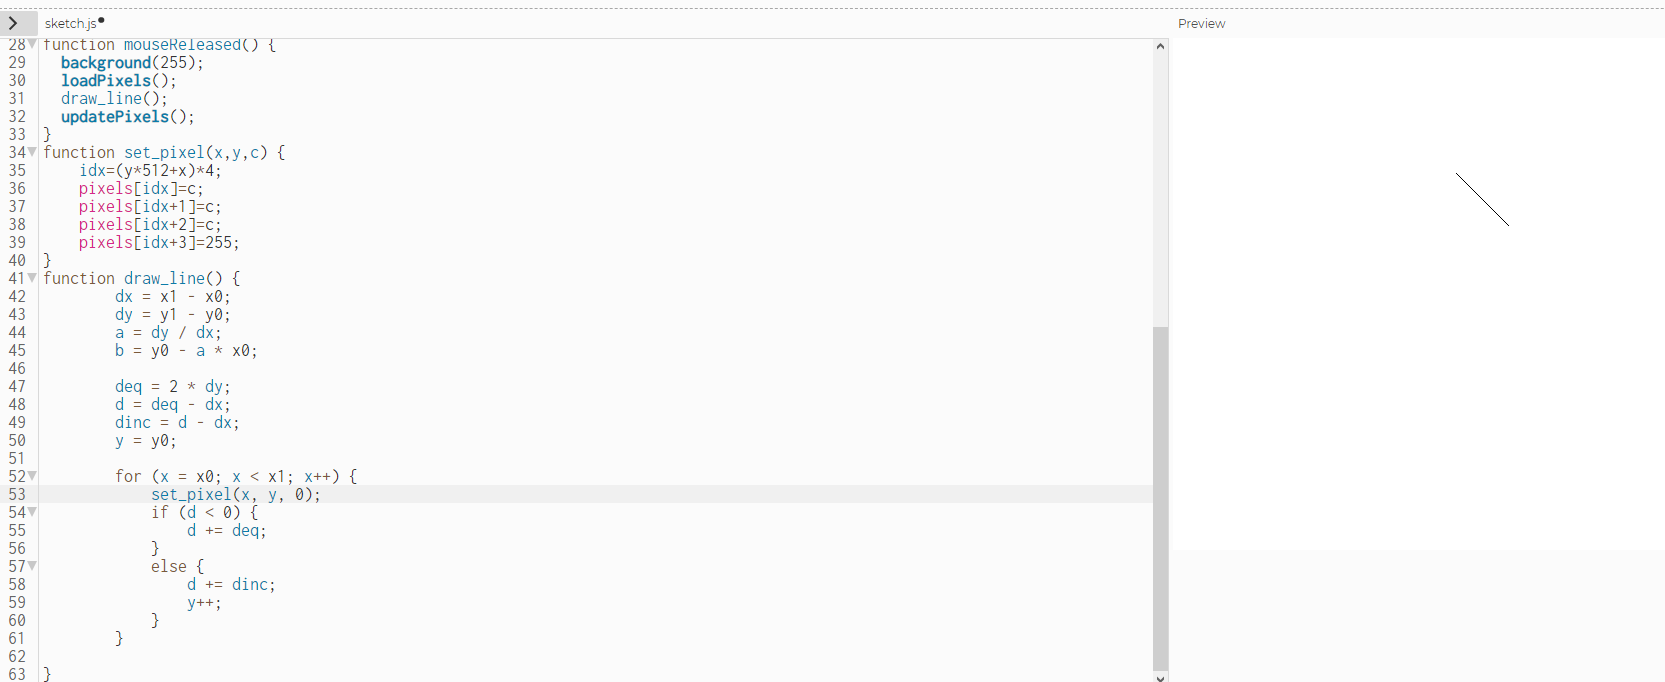 sketch.js
Preview
28 function mouseReleased() {
29 background(255);
30 loadPixels();
31 draw_line();
32 updatePixels();
33 }
34 function set_pixel(x,y,c) {
35 idx=(y*512+x)*4;
36 pixels[idx]=c;
37 pixels[idx+1]=c;
38 pixels[idx+2]=c;
39 pixels[idx+3]=255;
40 }
41 function draw_line() {
42 dx = x1 - x0;
43 dy = y1 - y0;
44 a = dy / dx;
45 b = y0 - a * x0;
46
47 deq = 2 * dy;
48 d = deq - dx;
49 dinc = d - dx;
50 y = y0;
51
52 for (x = x0; x < x1; x++) {
53 set_pixel(x, y, 0);
54 if (d < 0) {
55 d += deq;
56 }
57 else {
58 d += dinc;
59 y++;
60 }
61 }
62
63 }